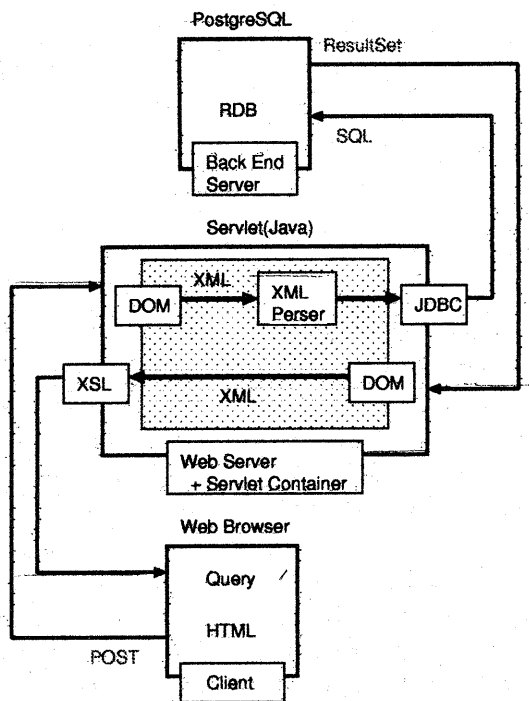 PostgreSQL
ResultSet
RDB
SQL
Back End
Server
Servlet(Java)
XML
DOM
XML
Perser
JDBC
XSL
XML
DOM
Web Server
+ Servlet Container
Web Browser
Query
HTML
POST
Client